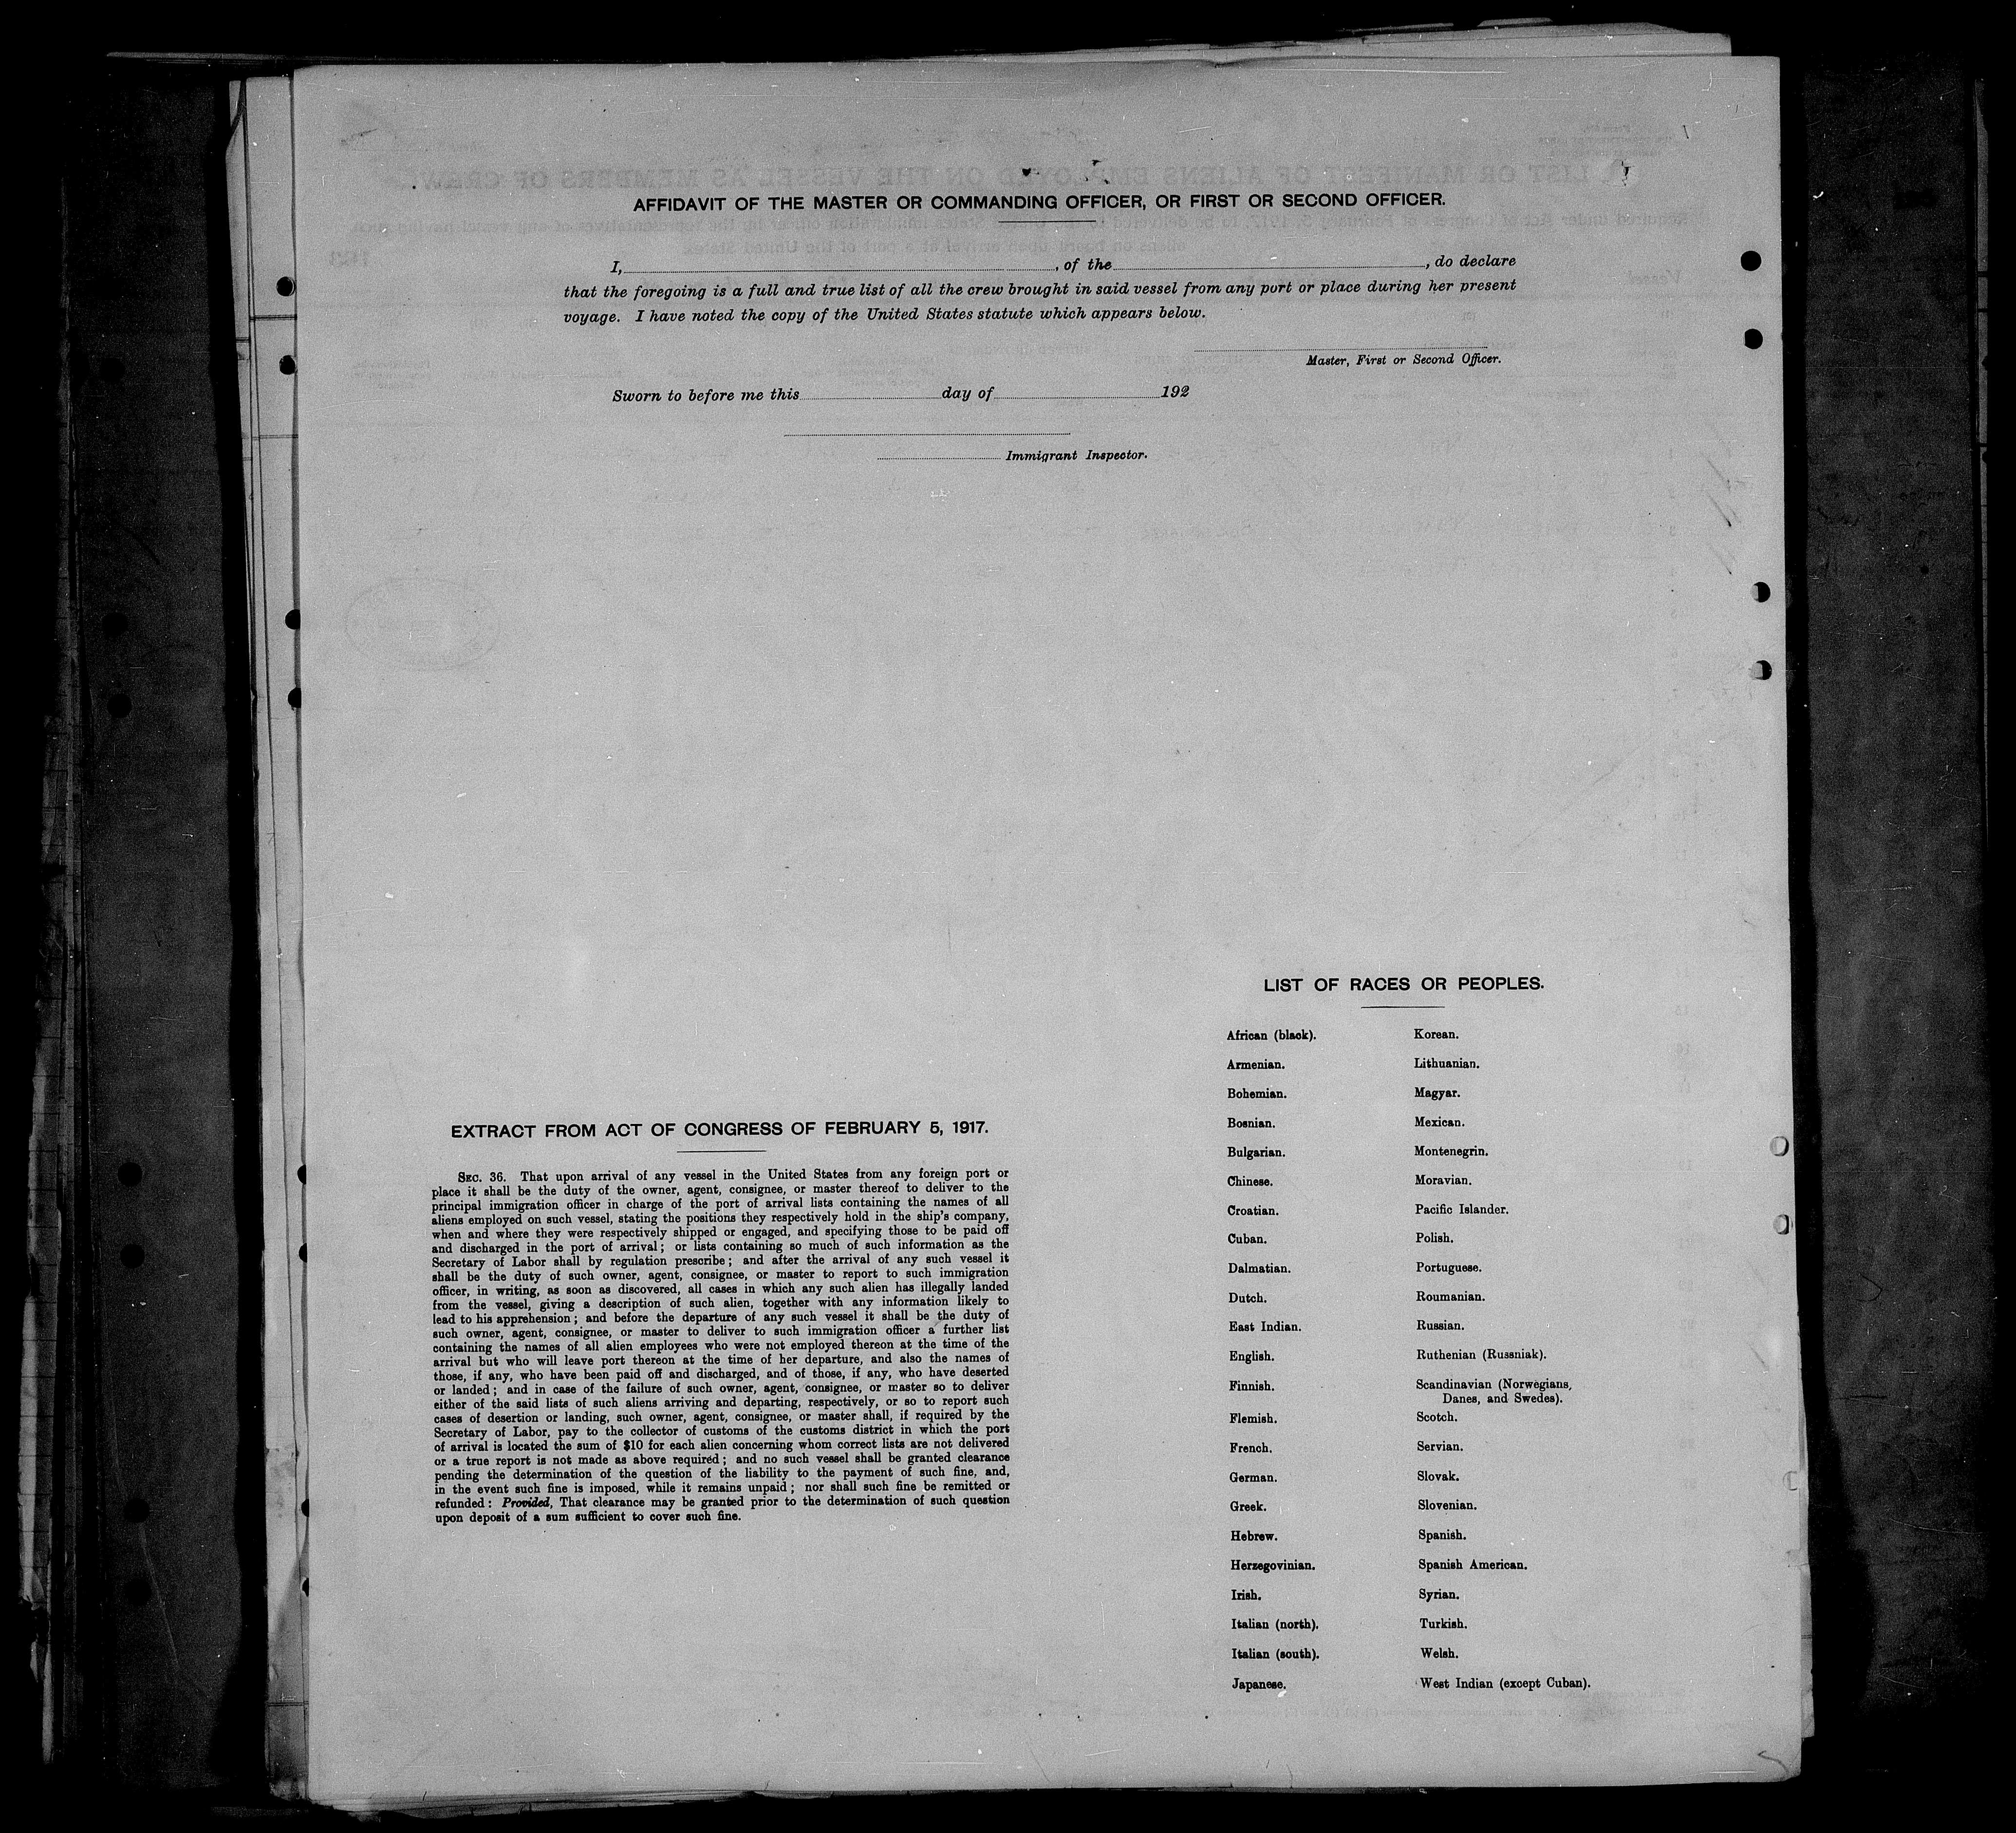 AFFIDAVIT OF THE MASTER OR COMMANDING OFFICER, OR FIRST OR SECOND OFFICER.
I, , of the , do declare
that the foregoing is a full and true list of all the crew brought in said vessel from any port or place during her present
voyage. I have noted the copy of the United States statute which appears below.
Master, First or Second Officer.
Sworn to before me this day of 192
Immigrant Inspector.
EXTRACT FROM ACT OF CONGRESS OF FEBRUARY 5, 1917.
SEC. 36. That upon arrival of any vessel in the United States from any foreign port or
place it shall be the duty of the owner, agent, consignee, or master thereof to deliver to the
principal immigration officer in charge of the port of arrival lists containing the names of all
aliens employed on such vessel, stating the positions they respectively hold in the ship's company,
when and where they were respectively shipped or engaged, and specifying those to be paid off
and discharged in the port of arrival; or lists containing so much of such information as the
Secretary of Labor shall by regulation prescribe; and after the arrival of any such vessel it
shall be the duty of such owner, agent, consignee, or master to report to such immigration
officer, in writing, as soon as discovered, all cases in which any such alien has illegally landed
from the vessel, giving a description of such alien, together with any information likely to
lead to his apprehension; and before the departure of any such vessel it shall be the duty of
such owner, agent, consignee, or master to deliver to such immigration officer a further list
containing the names of all alien employees who were not employed thereon at the time of the
arrival but who will leave port thereon at the time of her departure, and also the names of
those, if any, who have been paid off and discharged, and of those, if any, who have deserted
or landed; and in case of the failure of such owner, agent, consignee, or master so to deliver
either of the said lists of such aliens arriving and departing, respectively, or so to report such
cases of desertion or landing, such owner, agent, consignee, or master shall, if required by the
Secretary of Labor, pay to the collector of customs of the customs district in which the port
of arrival is located the sum of $10 for each alien concerning whom correct lists are not delivered
or a true report is not made as above required; and no such vessel shall be granted clearance
pending the determination of the question of the liability to the payment of such fine, and,
in the event such fine is imposed, while it remains unpaid; nor shall such fine be remitted or
refunded: Provided, That clearance may be granted prior to the determination of such question
upon deposit of a sum sufficient to cover such fine.
LIST OF RACES OR PEOPLES.
African (black).
Armenian.
Bohemian.
Bosnian.
Bulgarian.
Chinese.
Croatian.
Cuban.
Dalmatian.
Dutch.
East Indian.
English.
Finnish.
Flemish.
French.
German.
Greek.
Hebrew.
Herzegovinian.
Irish.
Italian (north).
Italian (south).
Japanese.
Korean.
Lithuanian.
Magyar.
Mexican.
Montenegrin.
Moravian.
Pacific Islander.
Polish.
Portuguese.
Roumanian.
Russian.
Ruthenian (Russniak).
Scandinavian (Norwegians,
Danes, and Swedes).
Scotch.
Servian.
Slovak.
Slovenian.
Spanish.
Spanish American.
Syrian.
Turkish.
Welsh.
West Indian (except Cuban).